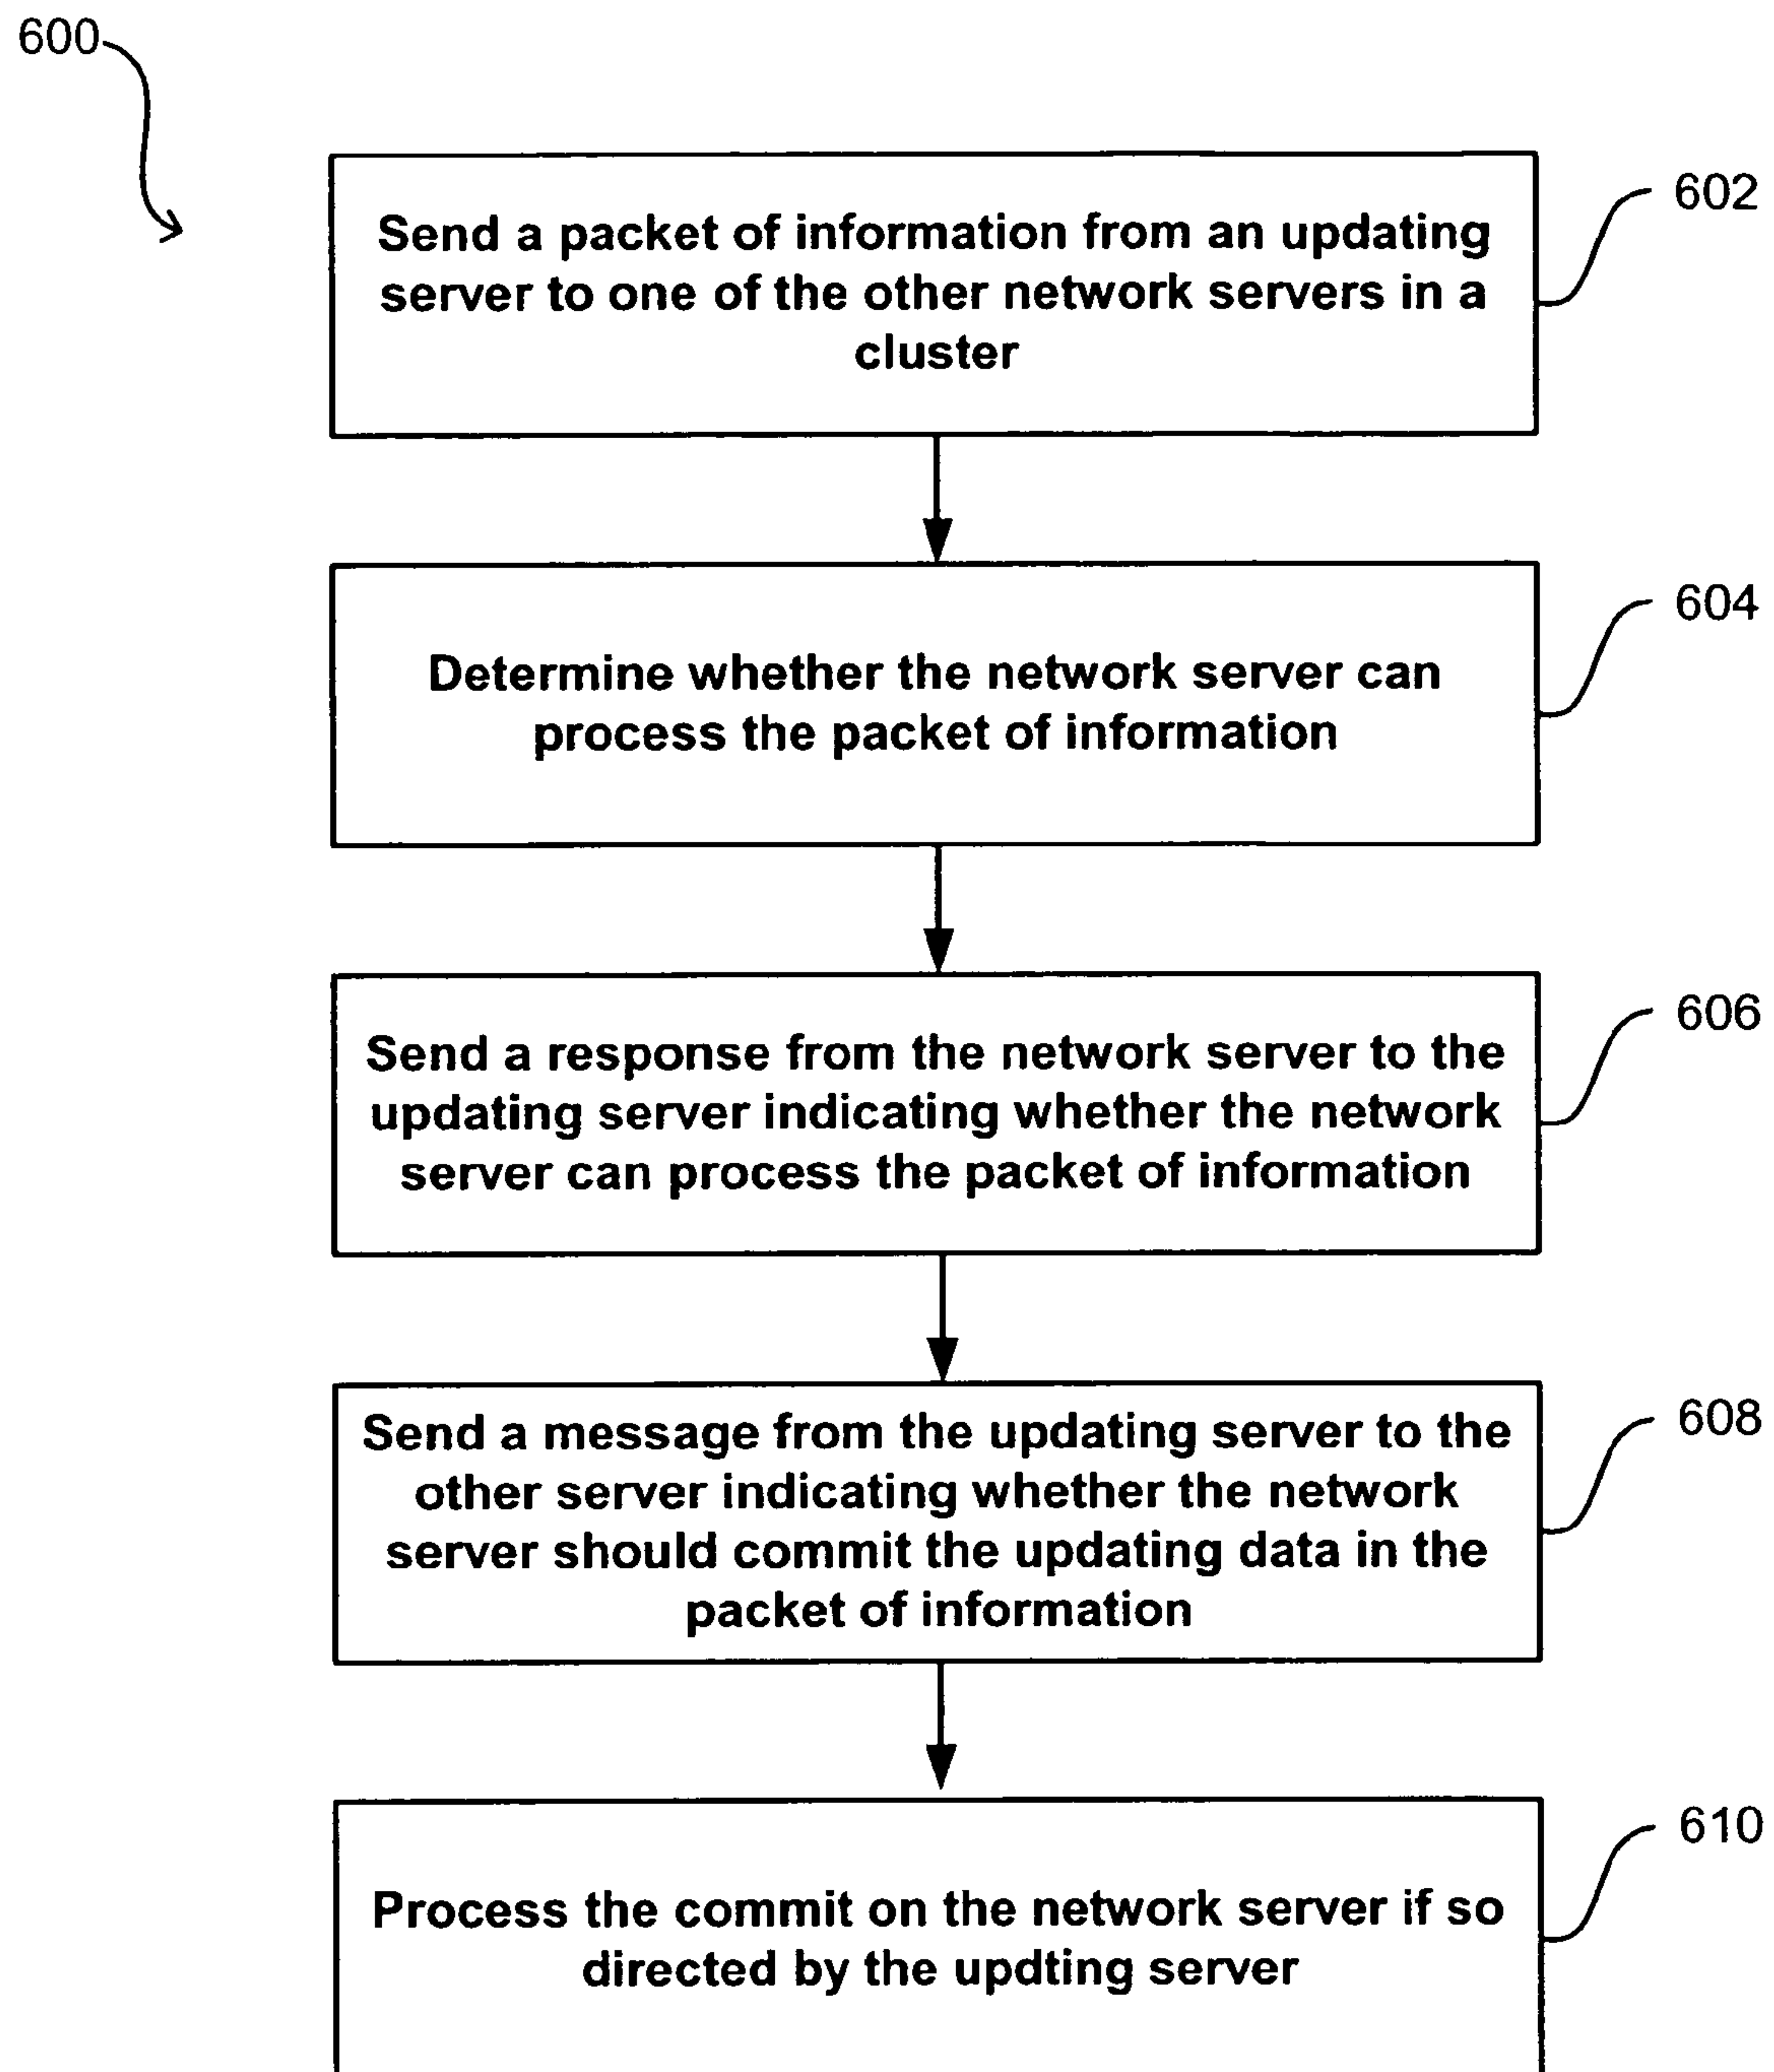 600
602
Send a packet of information from an updating
server to one of the other network servers in a
cluster
604
Determine whether the network server can
process the packet of information
606
Send a response from the network server to the
updating server indicating whether the network
server can process the packet of information
608
Send a message from the updating server to the
other server indicating whether the network
server should commit the updating data in the
packet of information
610
Process the commit on the network server if so
directed by the updting server